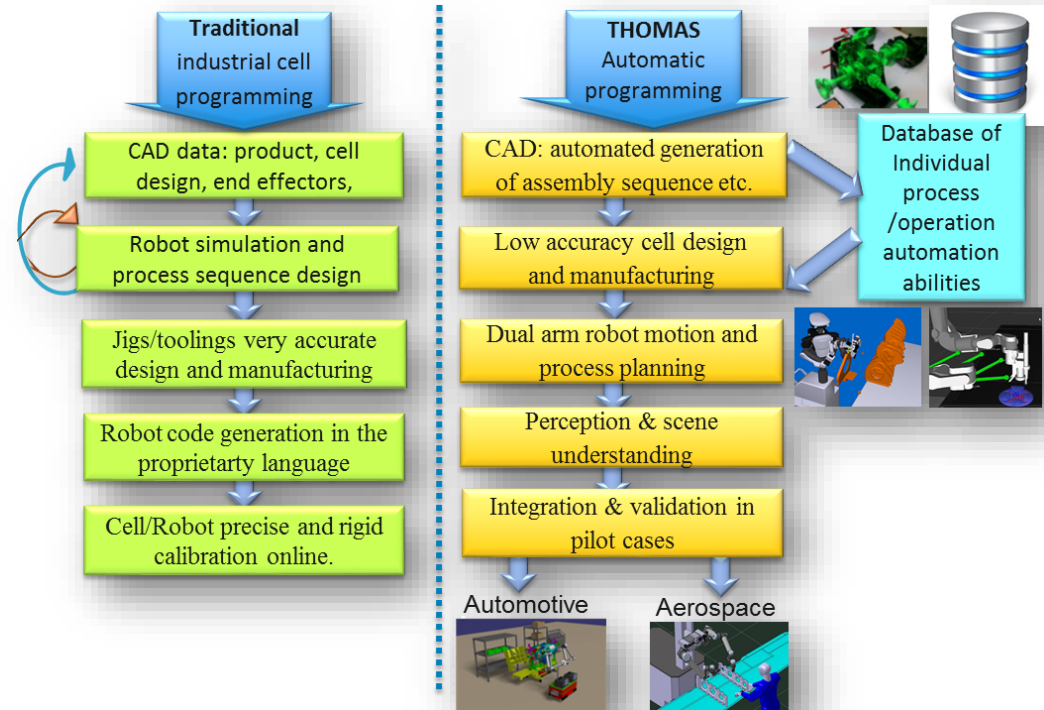 Traditional
industrial cell
programming
CAD data: product, cell
design, end effectors,
Robot simulation and
process sequence design
Jigs/toolings very accurate
design and manufacturing
Robot code generation in the
proprietarty language
Cell/Robot precise and rigid
calibration online.
THOMAS
Automatic
programming
CAD: automated generation
of assembly sequence etc.
Low accuracy cell design
and manufacturing
Dual arm robot motion and
process planning
Perception & scene
understanding
Integration & validation in
pilot cases
Automotive
Aerospace
Database of
Individual
process
/operation
automation
abilities